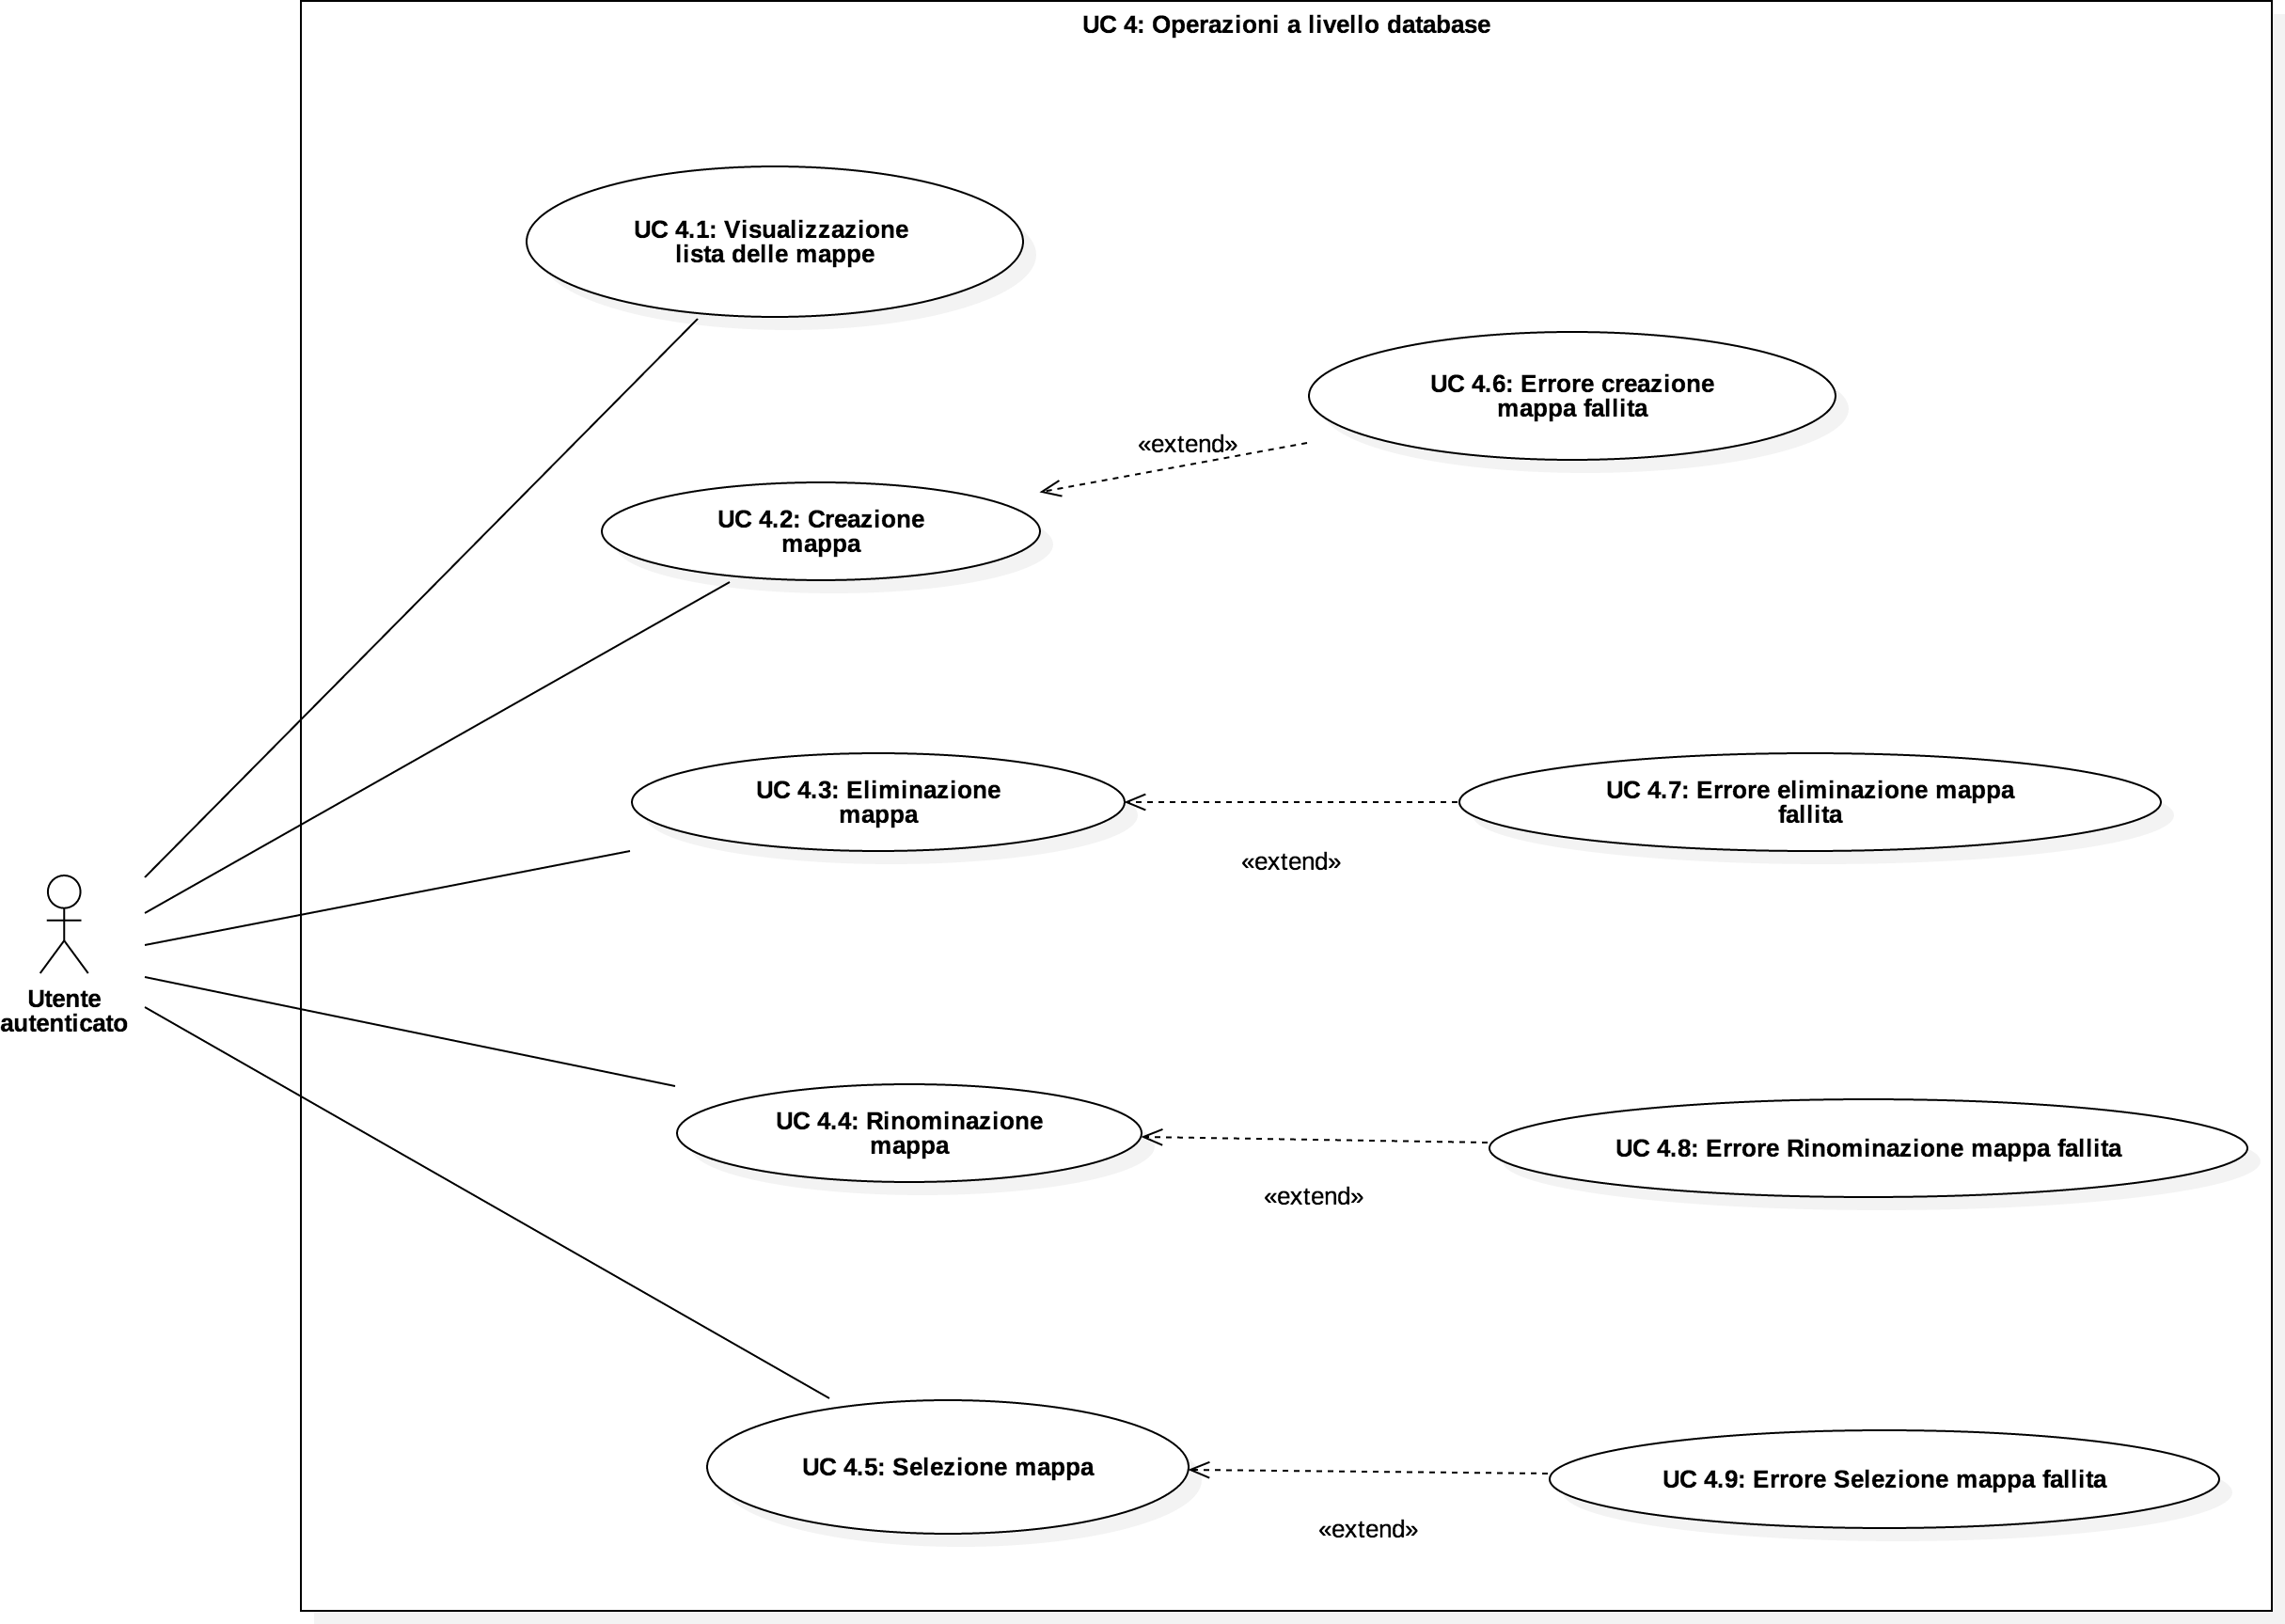 UC 4: Operazioni a livello database
UC 4.1: Visualizzazione
lista delle mappe
UC 4.6: Errore creazione
mappa fallita
«extend»
UC 4.2: Creazione
mappa
UC 4.3: Eliminazione
mappa
UC 4.7: Errore eliminazione mappa
fallita
«extend»
Utente
autenticato
UC 4.4: Rinominazione
mappa
UC 4.8: Errore Rinominazione mappa fallita
«extend»
UC 4.5: Selezione mappa
UC 4.9: Errore Selezione mappa fallita
«extend»